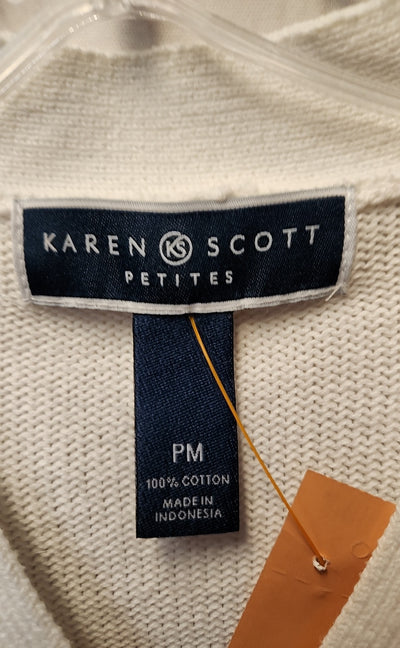 KAREN KS SCOTT
PETITES
PM
100% COTTON
MADE IN
INDONESIA